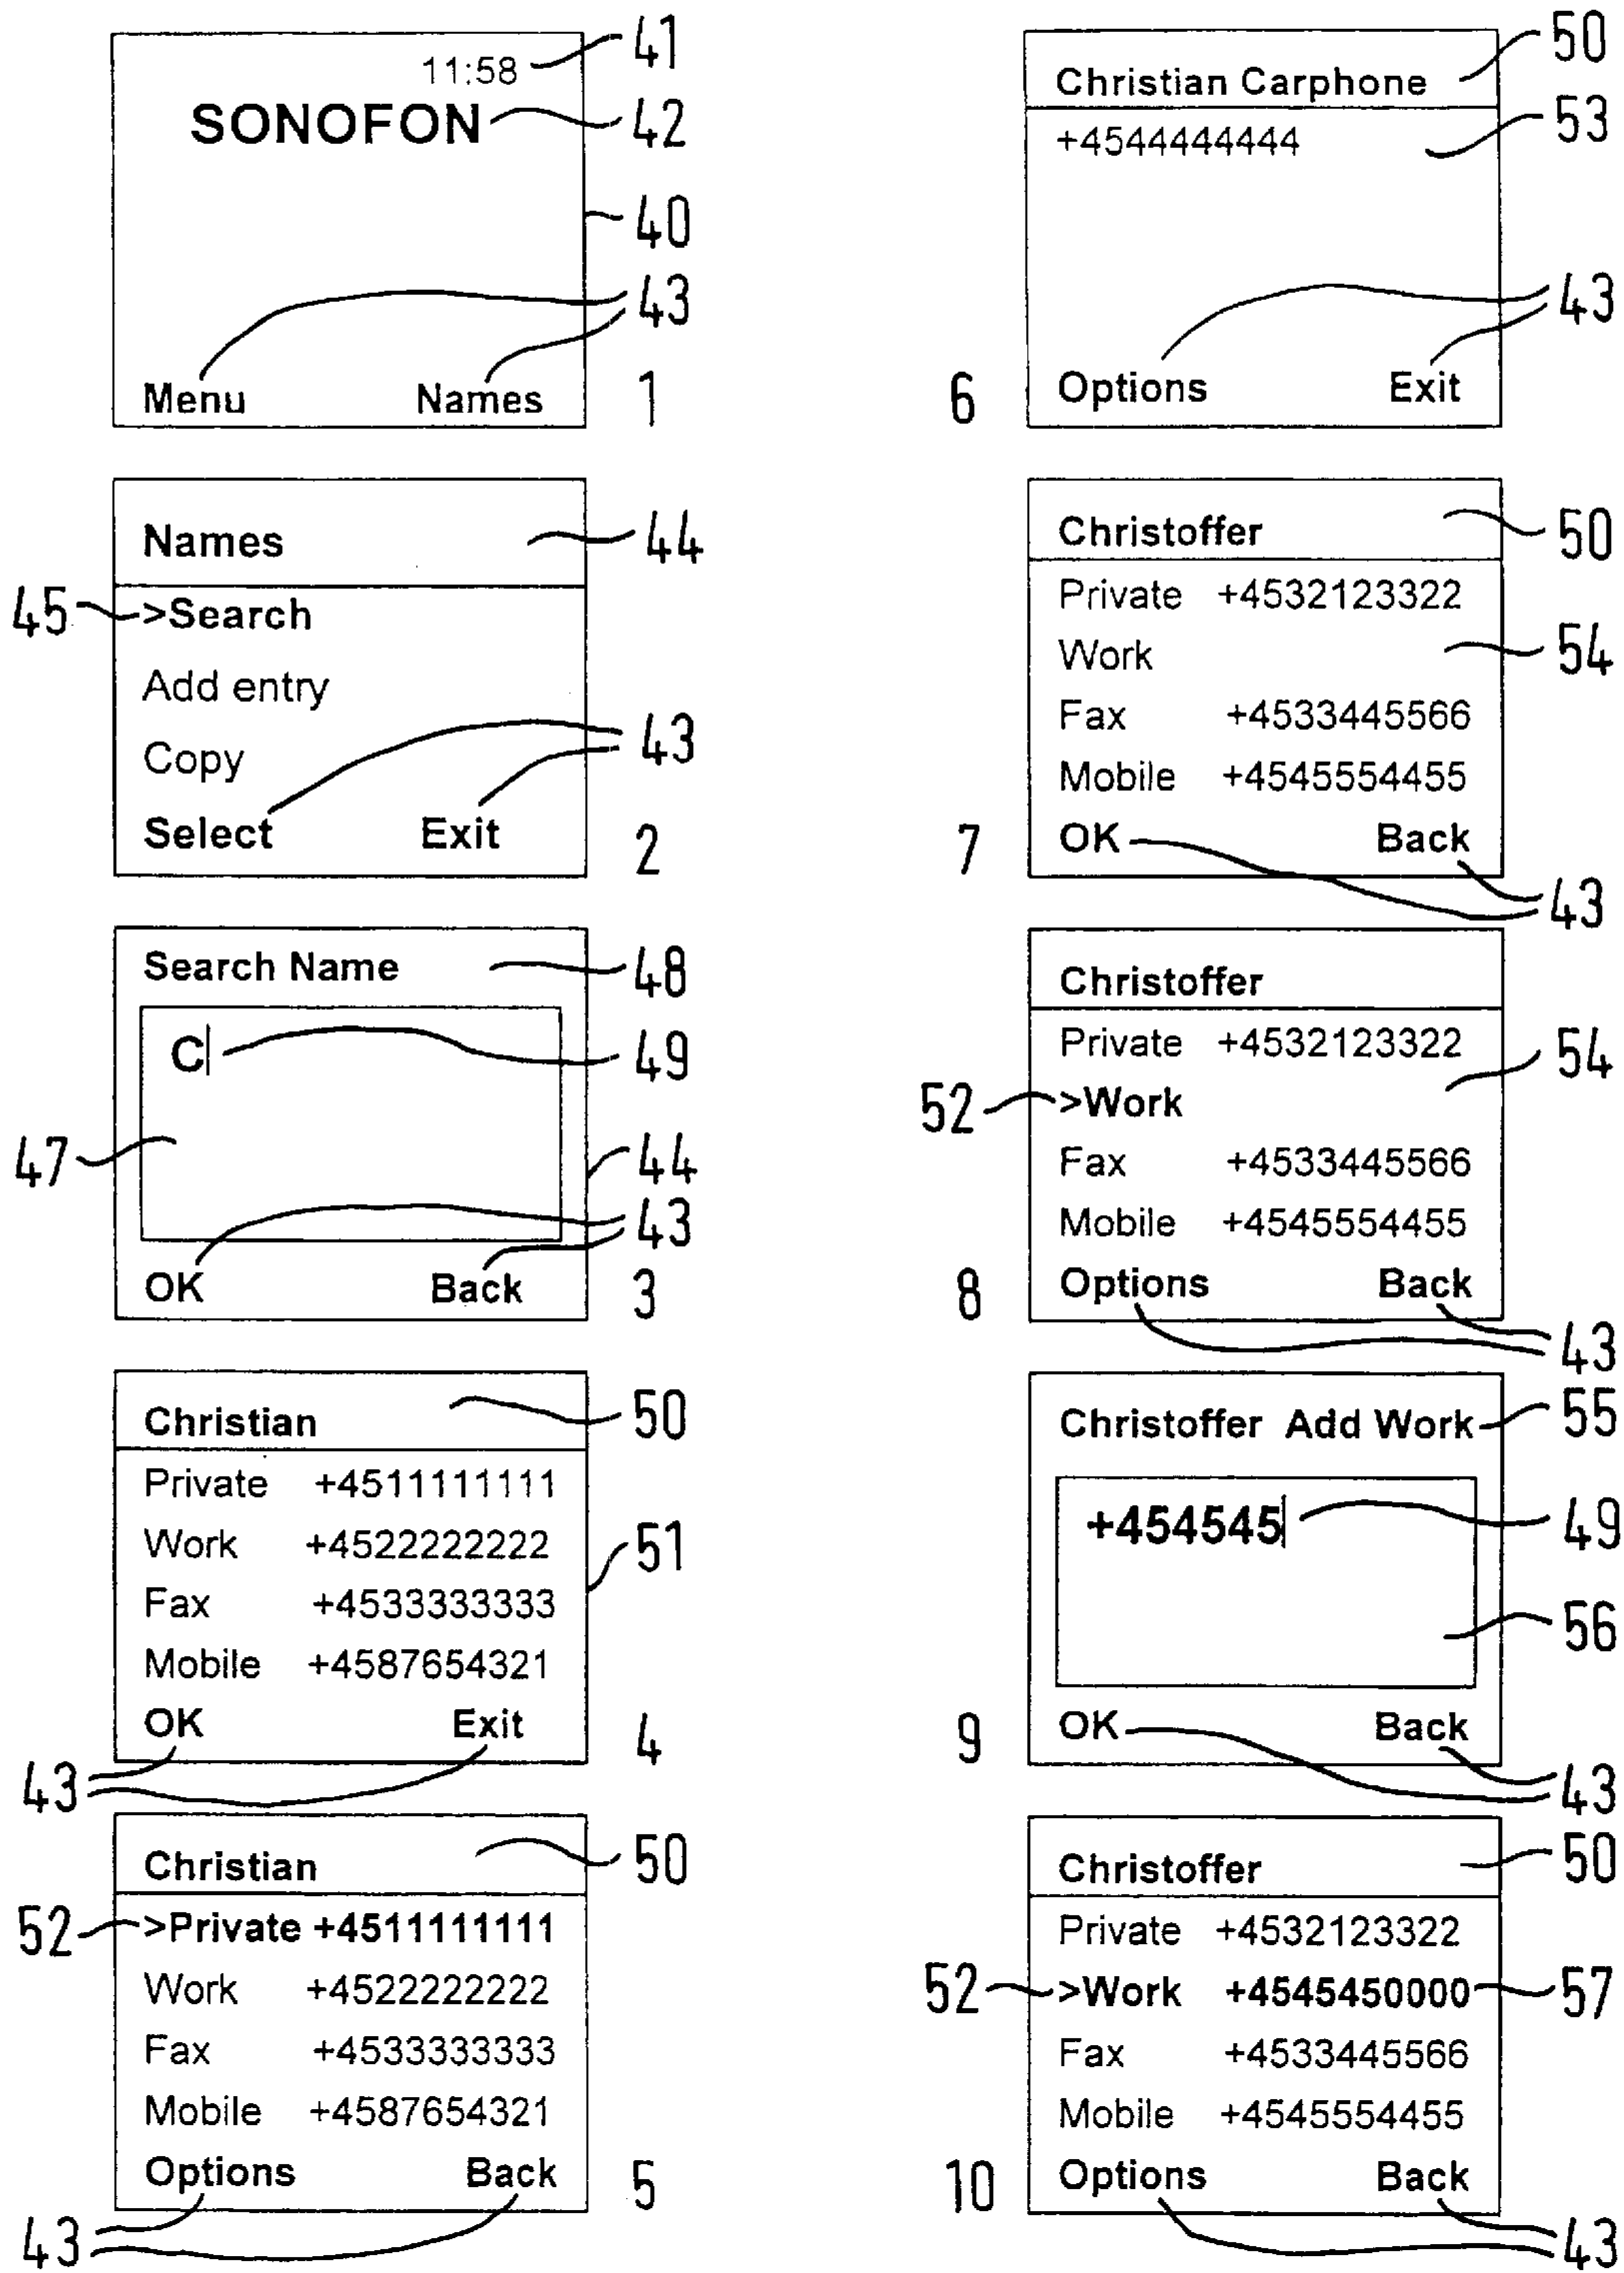 11:58 41
SONOFON 42
40
43
Menu Names 1
Names 44
45 >Search
Add entry
43
Copy
Select Exit 2
Search Name 48
C| 49
47 44
43
OK Back 3
Christian 50
Private +4511111111
Work +4522222222 51
Fax +4533333333
Mobile +4587654321
OK Exit 4
43
Christian 50
52 >Private +4511111111
Work +4522222222
Fax +4533333333
Mobile +4587654321
Options Back 5
43
50
Christian Carphone
53
+4544444444
43
6 Options Exit
Christoffer 50
Private +4532123322
Work 54
Fax +4533445566
Mobile +4545554455
7 OK Back
43
Christoffer
Private +4532123322 54
52 >Work
Fax +4533445566
Mobile +4545554455
8 Options Back
43
Christoffer Add Work 55
+454545| 49
56
9 OK Back
43
Christoffer 50
Private +4532123322
52 >Work +4545450000 57
Fax +4533445566
Mobile +4545554455
10 Options Back
43